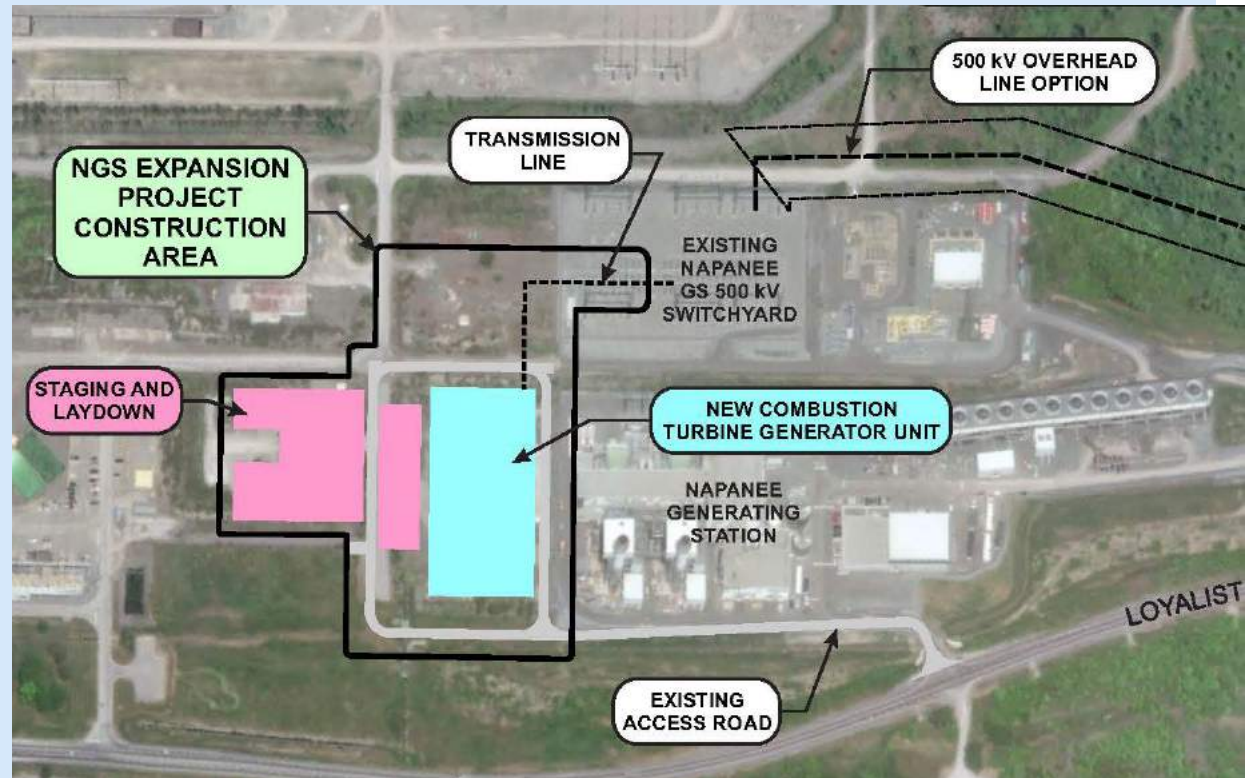 500 kV OVERHEAD
LINE OPTION
TRANSMISSION
LINE
NGS EXPANSION
PROJECT
CONSTRUCTION
AREA
EXISTING
NAPANEE
GS 500 kV
SWITCHYARD
STAGING AND
LAYDOWN
NEW COMBUSTION
TURBINE GENERATOR UNIT
NAPANEE
GENERATING
STATION
LOYALIST
EXISTING
ACCESS ROAD